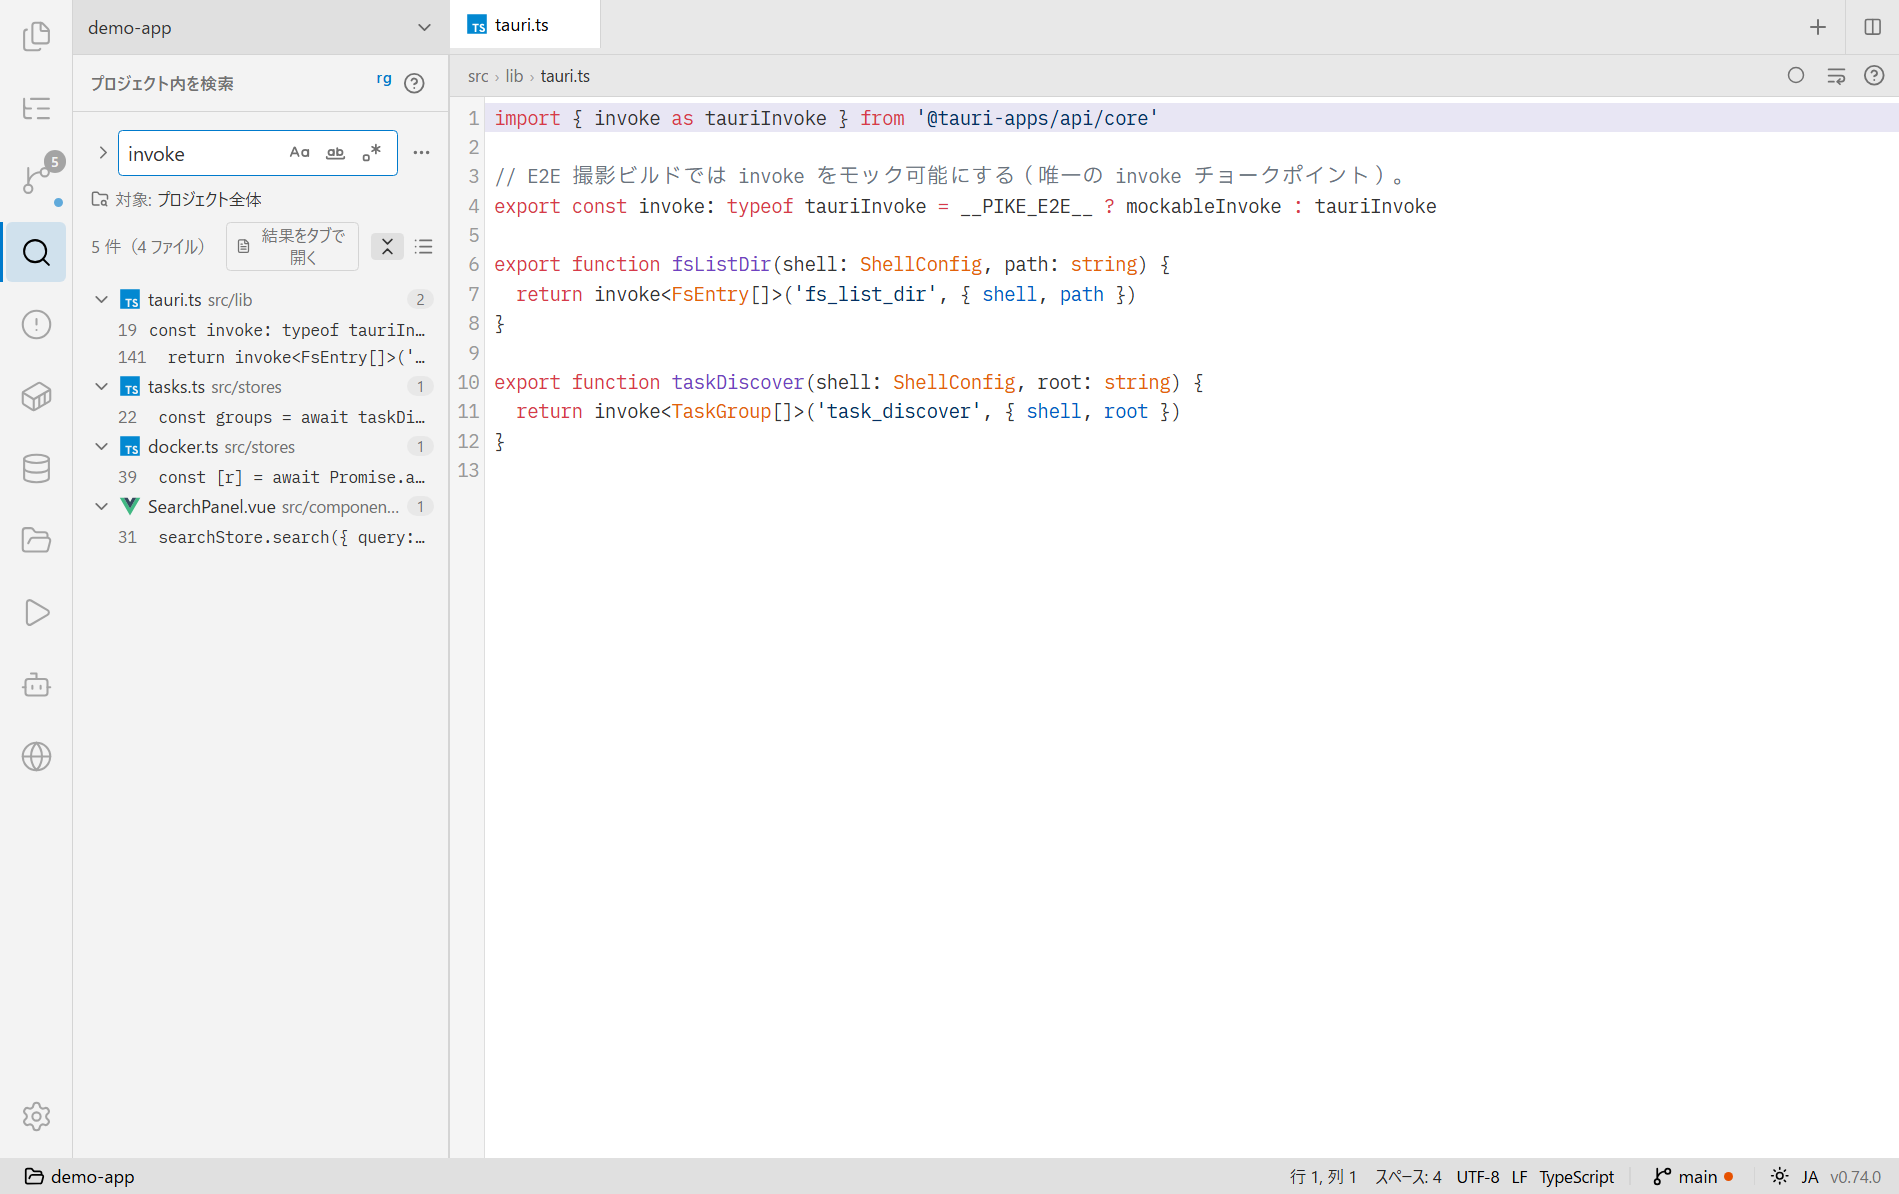 demo-app
tauri.ts
プロジェクト内を検索
rg
src › lib › tauri.ts
5
invoke
Aa
ab
.*
対象: プロジェクト全体
5 件 (4 ファイル)
結果をタブで
開く
TS tauri.ts src/lib 2
19 const invoke: typeof tauriIn…
141 return invoke<FsEntry[]>('…
TS tasks.ts src/stores 1
22 const groups = await taskDi…
TS docker.ts src/stores 1
39 const [r] = await Promise.a…
SearchPanel.vue src/componen… 1
31 searchStore.search({ query:…
1 import { invoke as tauriInvoke } from '@tauri-apps/api/core'
2
3 // E2E 撮影ビルドでは invoke をモック可能にする（唯一の invoke チョークポイント）。
4 export const invoke: typeof tauriInvoke = __PIKE_E2E__ ? mockableInvoke : tauriInvoke
5
6 export function fsListDir(shell: ShellConfig, path: string) {
7 return invoke<FsEntry[]>('fs_list_dir', { shell, path })
8 }
9
10 export function taskDiscover(shell: ShellConfig, root: string) {
11 return invoke<TaskGroup[]>('task_discover', { shell, root })
12 }
13
demo-app
行 1, 列 1 スペース: 4 UTF-8 LF TypeScript main JA v0.74.0